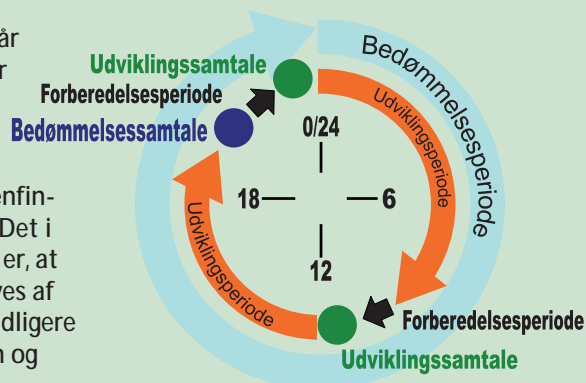 år
r
enfin-
Det i
er, at
ves af
dligere
n og
Udviklingssamtale
Forberedelsesperiode
Bedømmelsessamtale
Bedømmelsesperiode
Udviklingsperiode
0/24
18
6
12
Udviklingsperiode
Forberedelsesperiode
Udviklingssamtale